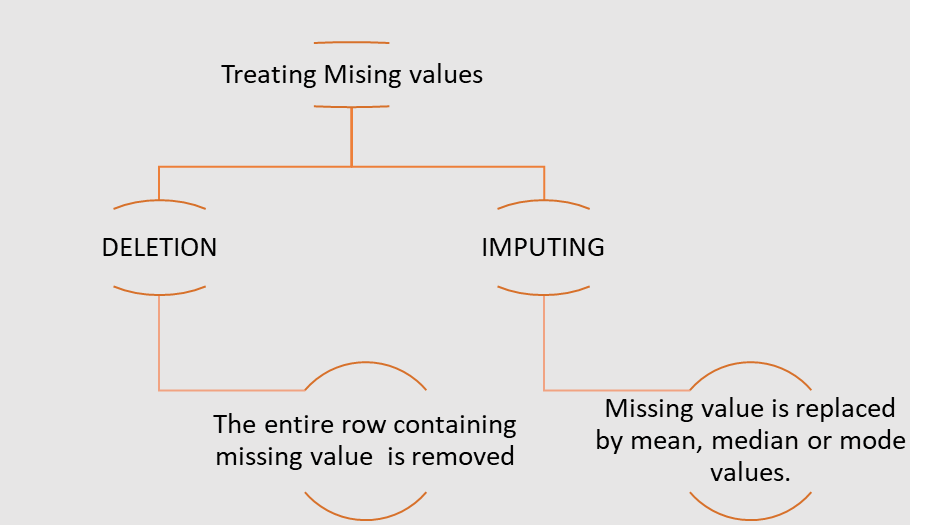 Treating Mising values
DELETION
IMPUTING
The entire row containing
missing value  is removed
Missing value is replaced
by mean, median or mode
values.